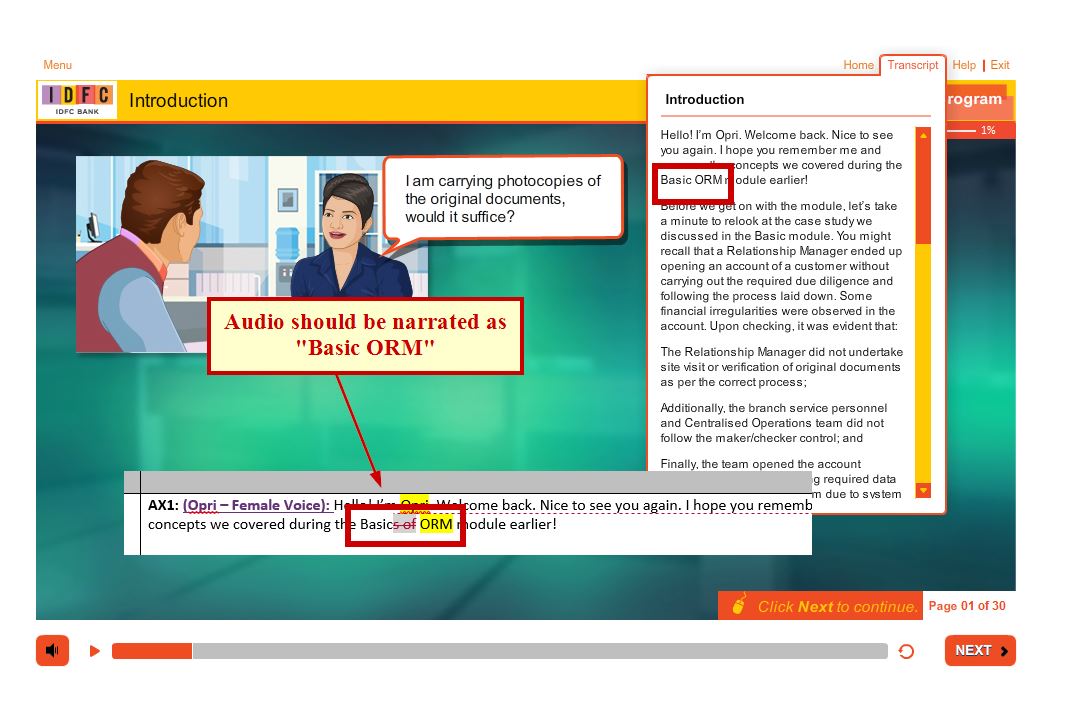 Menu
Home
Transcript
Help
Exit
IDFC
IDFC BANK
Introduction
rogram
1%
I am carrying photocopies of
the original documents,
would it suffice?
Introduction
Hello! I'm Opri. Welcome back. Nice to see
you again. I hope you remember me and
concepts we covered during the
Basic ORM module earlier!
Before we get on with the module, let's take
a minute to relook at the case study we
discussed in the Basic module. You might
recall that a Relationship Manager ended up
opening an account of a customer without
carrying out the required due diligence and
following the process laid down. Some
financial irregularities were observed in the
account. Upon checking, it was evident that:
The Relationship Manager did not undertake
site visit or verification of original documents
as per the correct process;
Additionally, the branch service personnel
and Centralised Operations team did not
follow the maker/checker control; and
Finally, the team opened the account
ng required data
m due to system
Audio should be narrated as
"Basic ORM"
AX1: (Opri – Female Voice): Hello! I'm Opri. Welcome back. Nice to see you again. I hope you rememb
concepts we covered during the Basics of ORM module earlier!
Click Next to continue.
Page 01 of 30
NEXT